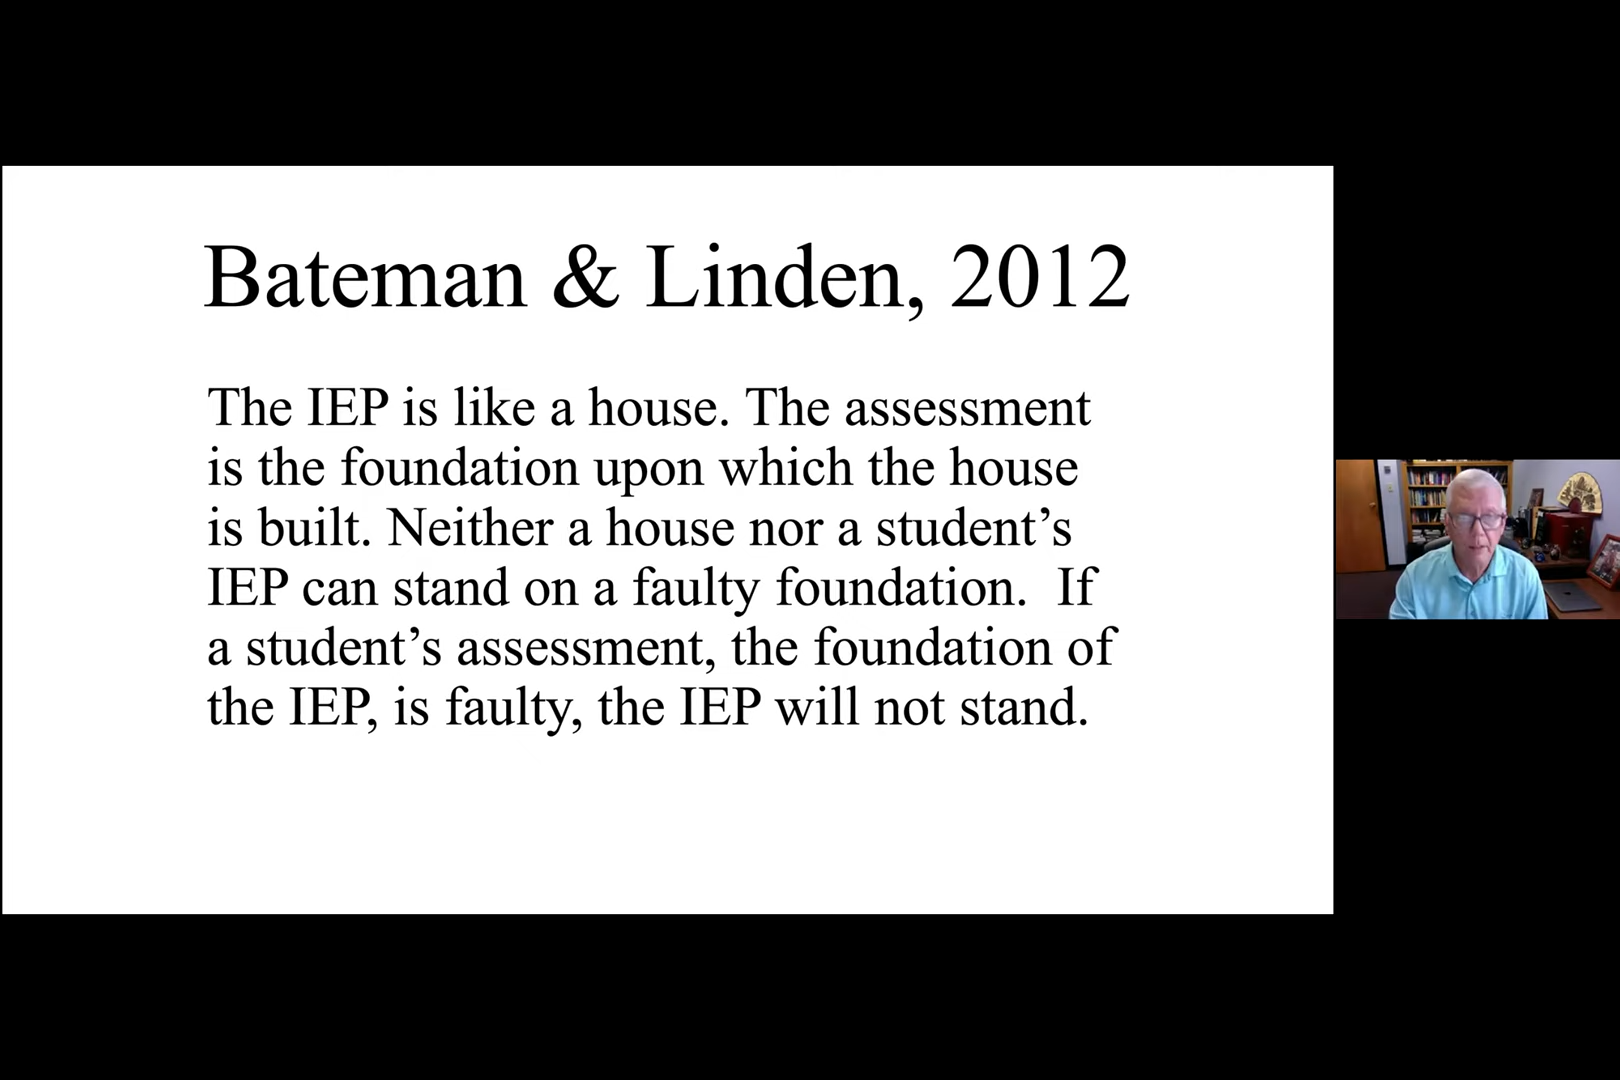 Bateman & Linden, 2012
The IEP is like a house. The assessment
is the foundation upon which the house
is built. Neither a house nor a student’s
IEP can stand on a faulty foundation.  If
a student’s assessment, the foundation of
the IEP, is faulty, the IEP will not stand.